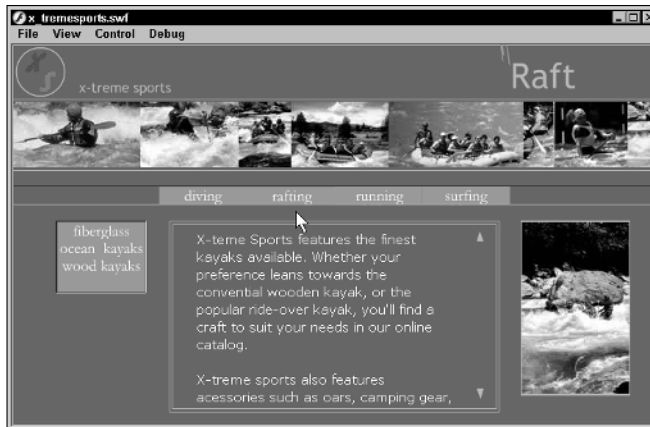 x_tremesports.swf
File View Control Debug
XS
x-treme sports
Raft
diving rafting running surfing
fiberglass
ocean kayaks
wood kayaks
X-teme Sports features the finest
kayaks available. Whether your
preference leans towards the
convential wooden kayak, or the
popular ride-over kayak, you'll find a
craft to suit your needs in our online
catalog.
X-treme sports also features
acessories such as oars, camping gear,